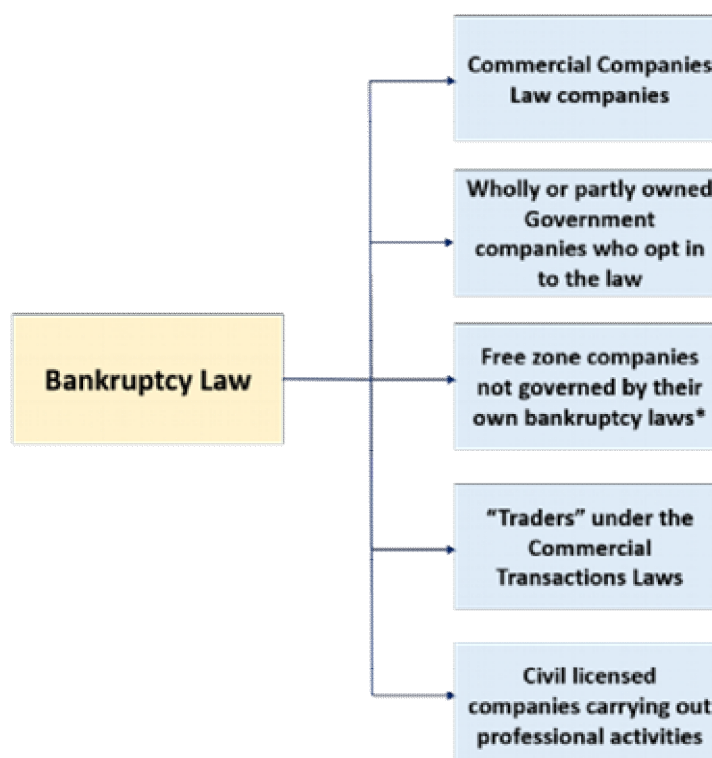 Commercial Companies
Law companies
Wholly or partly owned
Government
companies who opt in
to the law
Bankruptcy Law
Free zone companies
not governed by their
own bankruptcy laws*
“Traders” under the
Commercial
Transactions Laws
Civil licensed
companies carrying out
professional activities